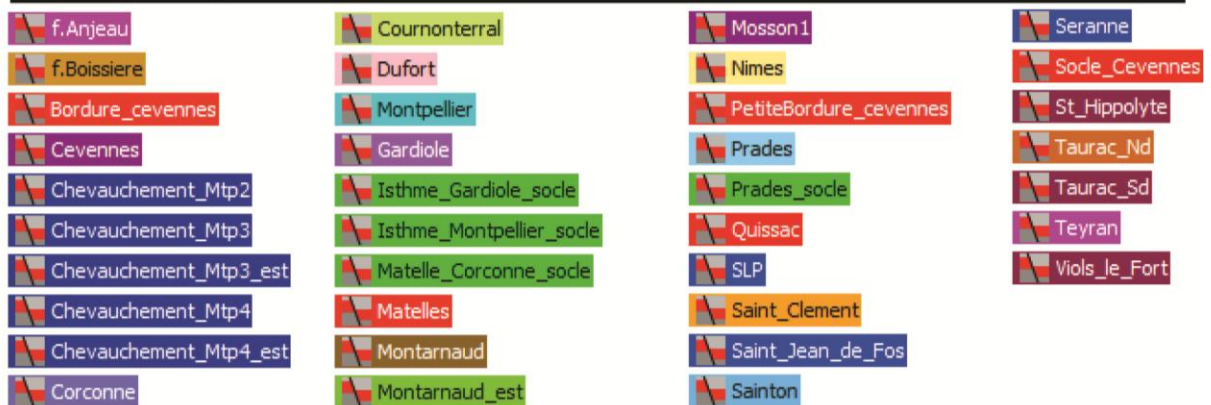 f.Anjeau
f.Boissiere
Bordure_cevennes
Cevennes
Chevauchement_Mtp2
Chevauchement_Mtp3
Chevauchement_Mtp3_est
Chevauchement_Mtp4
Chevauchement_Mtp4_est
Corconne
Cournonterral
Dufort
Montpellier
Gardiole
Isthme_Gardiole_socle
Isthme_Montpellier_socle
Matelle_Corconne_socle
Matelles
Montarnaud
Montarnaud_est
Mosson1
Nimes
PetiteBordure_cevennes
Prades
Prades_socle
Quissac
SLP
Saint_Clement
Saint_Jean_de_Fos
Sainton
Seranne
Socle_Cevennes
St_Hippolyte
Taurac_Nd
Taurac_Sd
Teyran
Viols_le_Fort